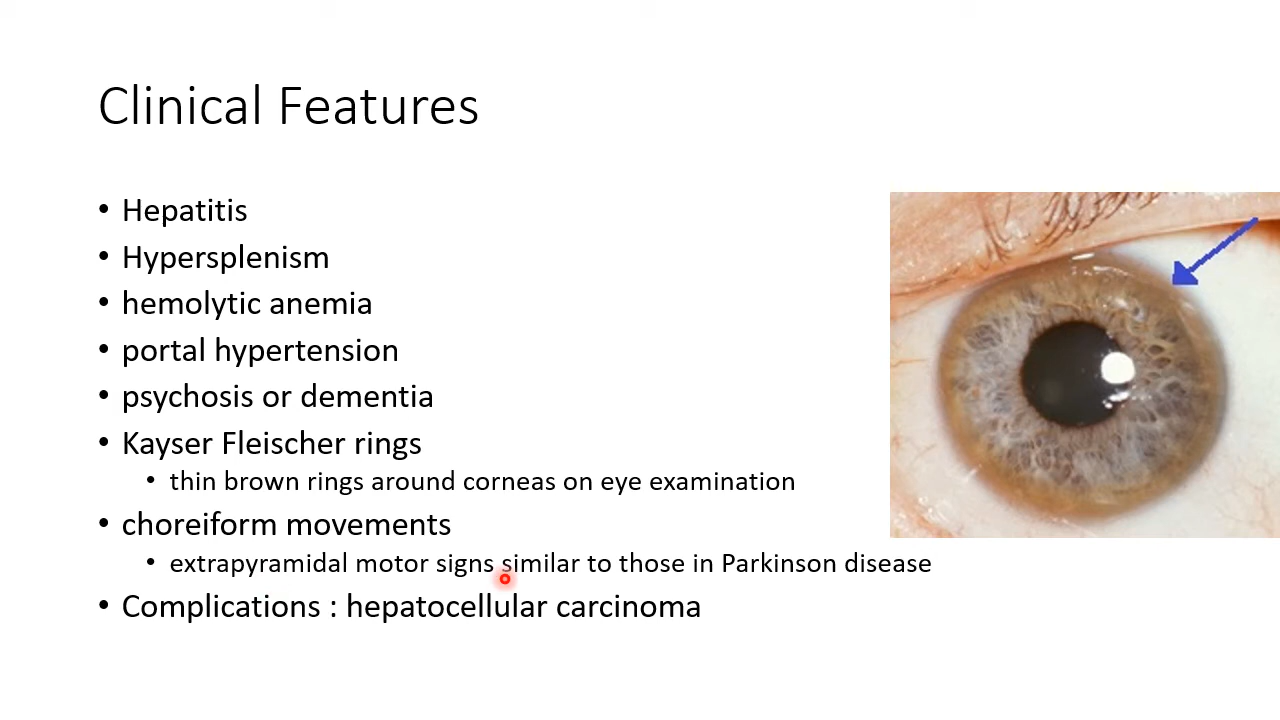 Clinical Features
• Hepatitis
• Hypersplenism
• hemolytic anemia
• portal hypertension
• psychosis or dementia
• Kayser Fleischer rings
• thin brown rings around corneas on eye examination
• choreiform movements
• extrapyramidal motor signs similar to those in Parkinson disease
• Complications : hepatocellular carcinoma